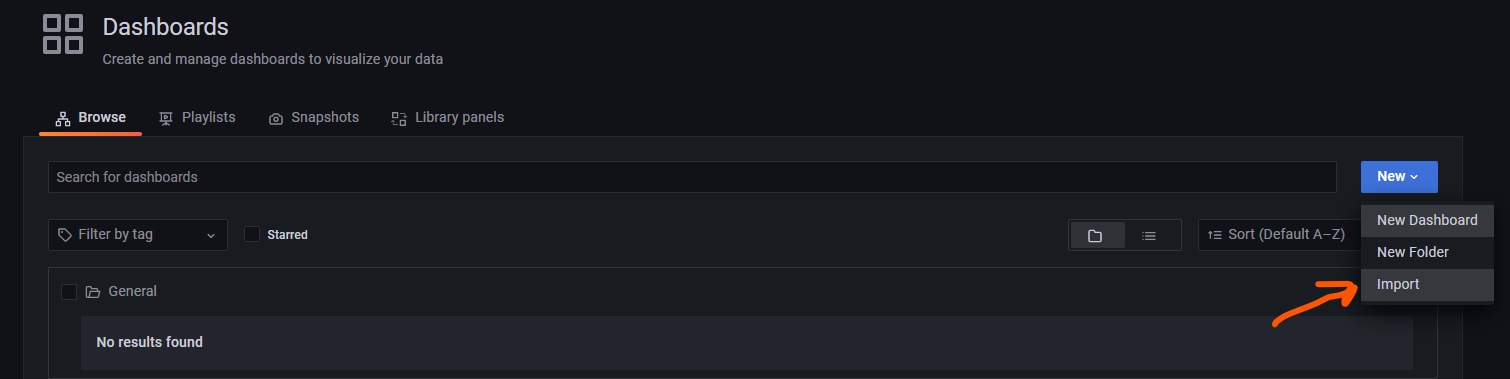 Dashboards
Create and manage dashboards to visualize your data
Browse Playlists Snapshots Library panels
Search for dashboards New
New Dashboard
Filter by tag Starred Sort (Default A–Z)
New Folder
Import
General
No results found